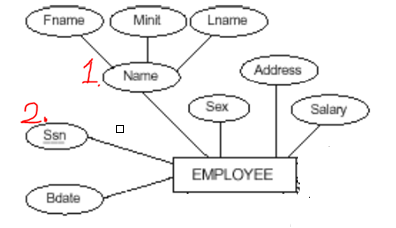 Fname Minit Lname
1. Name
Address
Sex
Salary
2.
Ssn
EMPLOYEE
Bdate